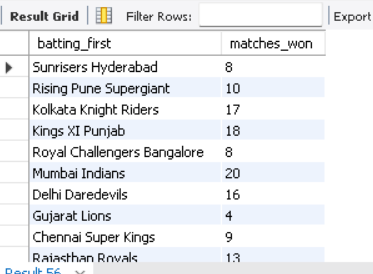 Result Grid Filter Rows: Export
batting_first matches_won
Sunrisers Hyderabad 8
Rising Pune Supergiant 10
Kolkata Knight Riders 17
Kings XI Punjab 18
Royal Challengers Bangalore 8
Mumbai Indians 20
Delhi Daredevils 16
Gujarat Lions 4
Chennai Super Kings 9
Rajasthan Royals 13
Result 56